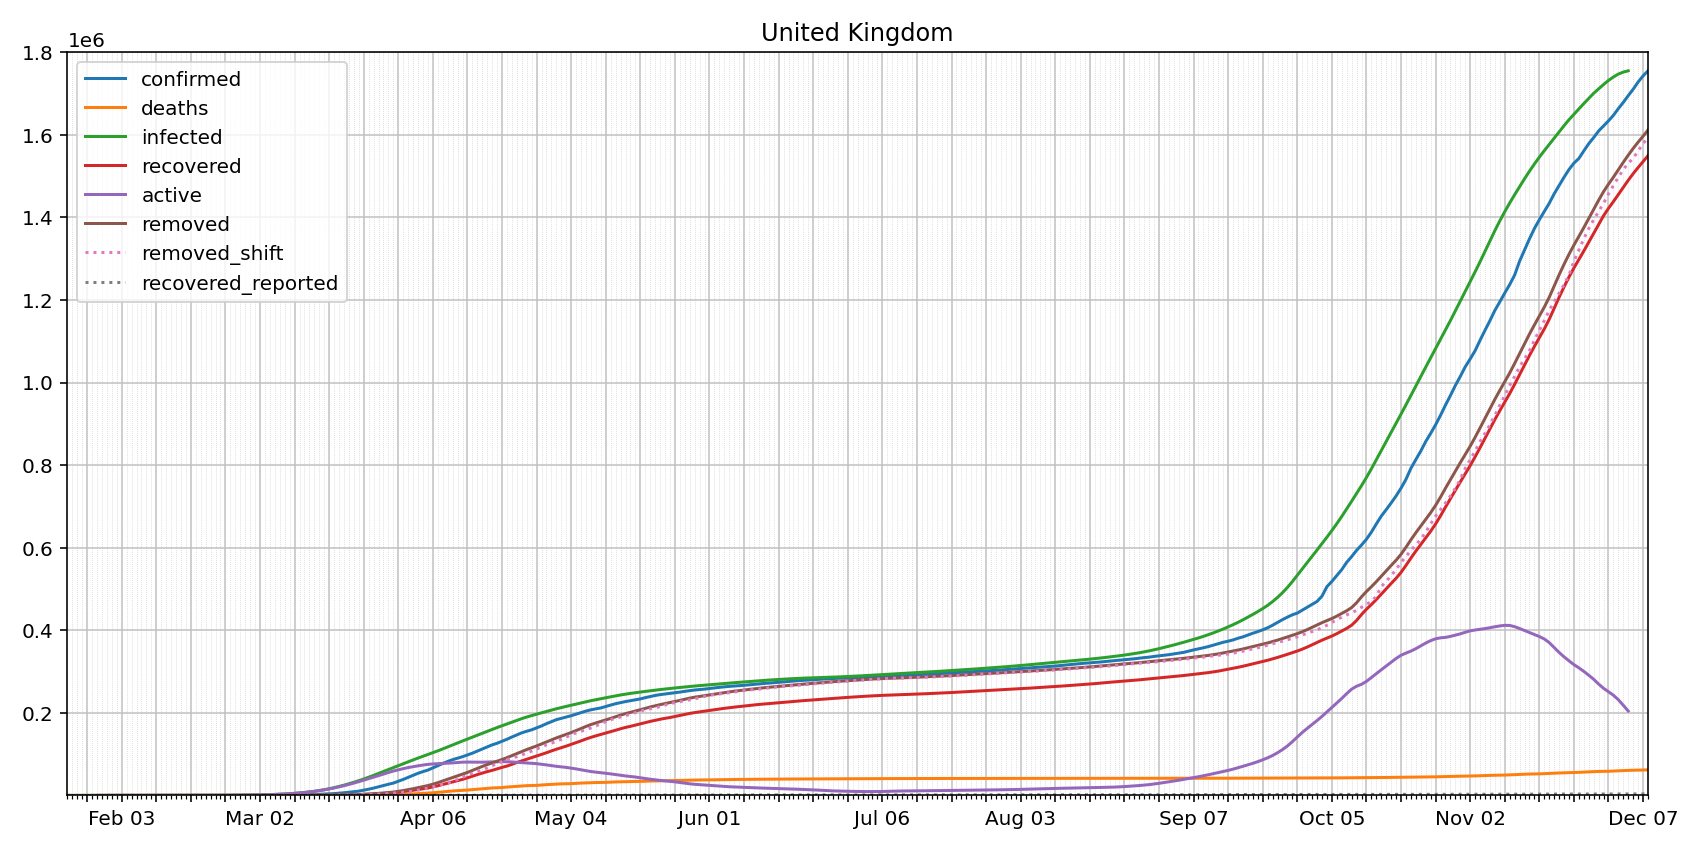 United Kingdom
1e6
1.8
1.6
1.4
1.2
1.0
0.8
0.6
0.4
0.2
confirmed
deaths
infected
recovered
active
removed
removed_shift
recovered_reported
Feb 03
Mar 02
Apr 06
May 04
Jun 01
Jul 06
Aug 03
Sep 07
Oct 05
Nov 02
Dec 07